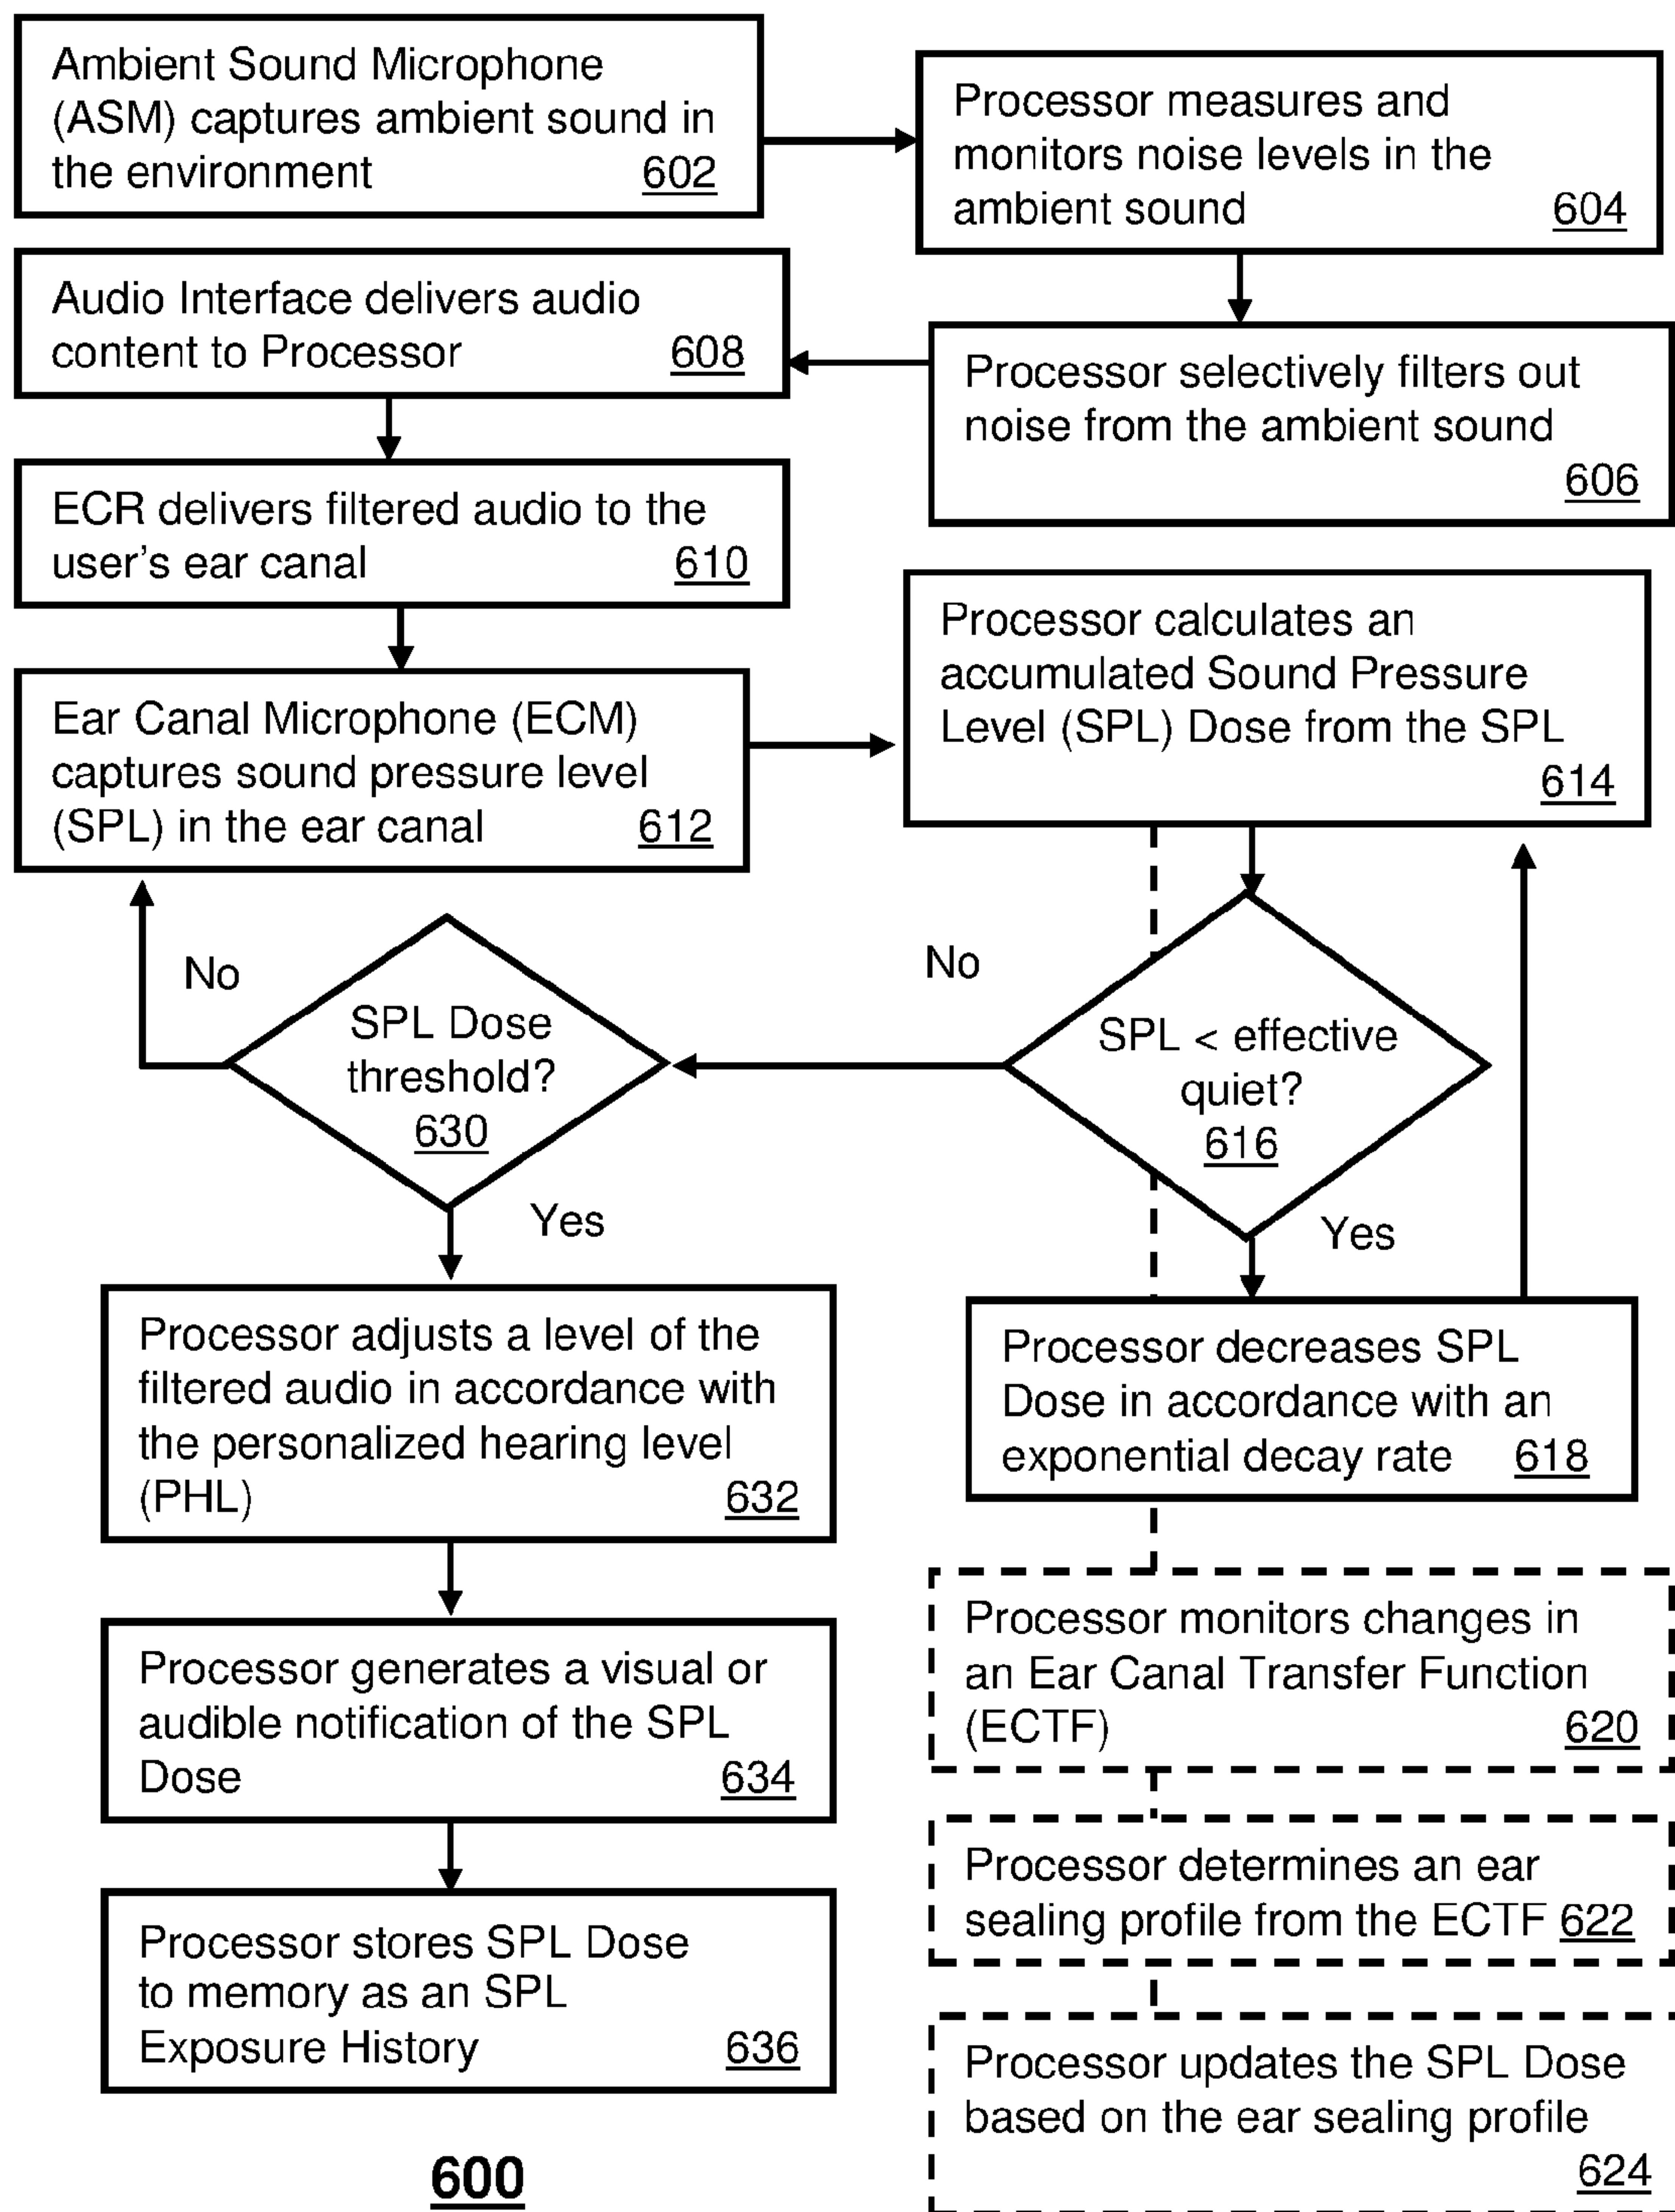 Ambient Sound Microphone
(ASM) captures ambient sound in
the environment 602
Processor measures and
monitors noise levels in the
ambient sound 604
Processor selectively filters out
noise from the ambient sound
606
Audio Interface delivers audio
content to Processor 608
ECR delivers filtered audio to the
user's ear canal 610
Ear Canal Microphone (ECM)
captures sound pressure level
(SPL) in the ear canal 612
Processor calculates an
accumulated Sound Pressure
Level (SPL) Dose from the SPL
614
SPL < effective
quiet?
616
No
Yes
Processor decreases SPL
Dose in accordance with an
exponential decay rate 618
Processor monitors changes in
an Ear Canal Transfer Function
(ECTF) 620
Processor determines an ear
sealing profile from the ECTF 622
Processor updates the SPL Dose
based on the ear sealing profile
624
SPL Dose
threshold?
630
No
Yes
Processor adjusts a level of the
filtered audio in accordance with
the personalized hearing level
(PHL) 632
Processor generates a visual or
audible notification of the SPL
Dose 634
Processor stores SPL Dose
to memory as an SPL
Exposure History 636
600